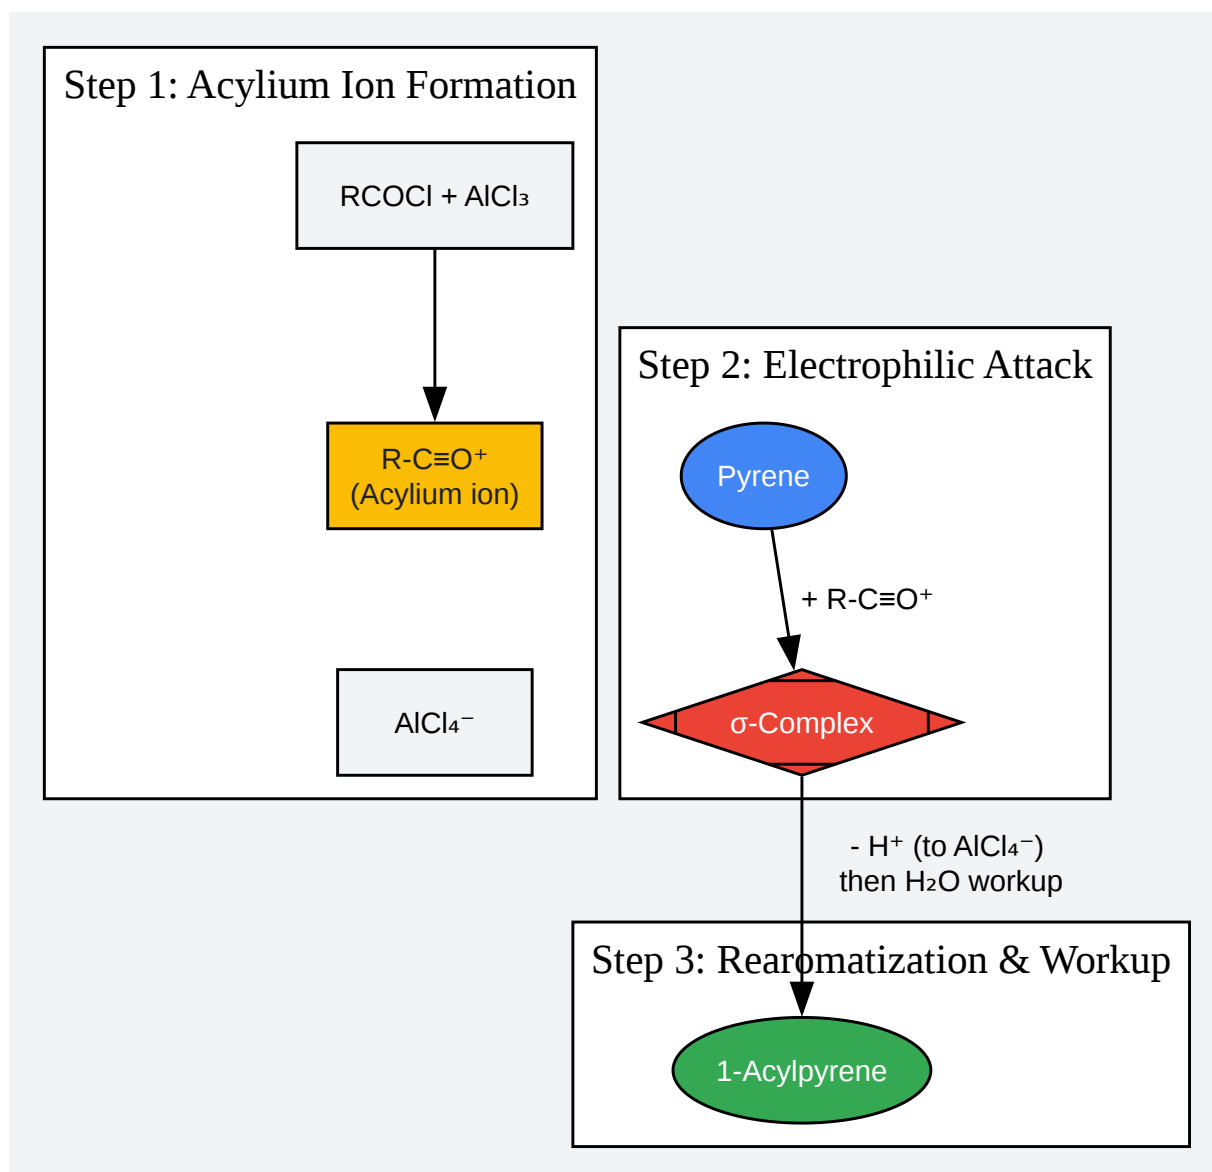 Step 1: Acylium Ion Formation
RCOCl + AlCl₃
R-C≡O⁺
(Acylium ion)
AlCl₄⁻
Step 2: Electrophilic Attack
Pyrene
+ R-C≡O⁺
σ-Complex
- H⁺ (to AlCl₄⁻)
then H₂O workup
Step 3: Rearomatization & Workup
1-Acylpyrene